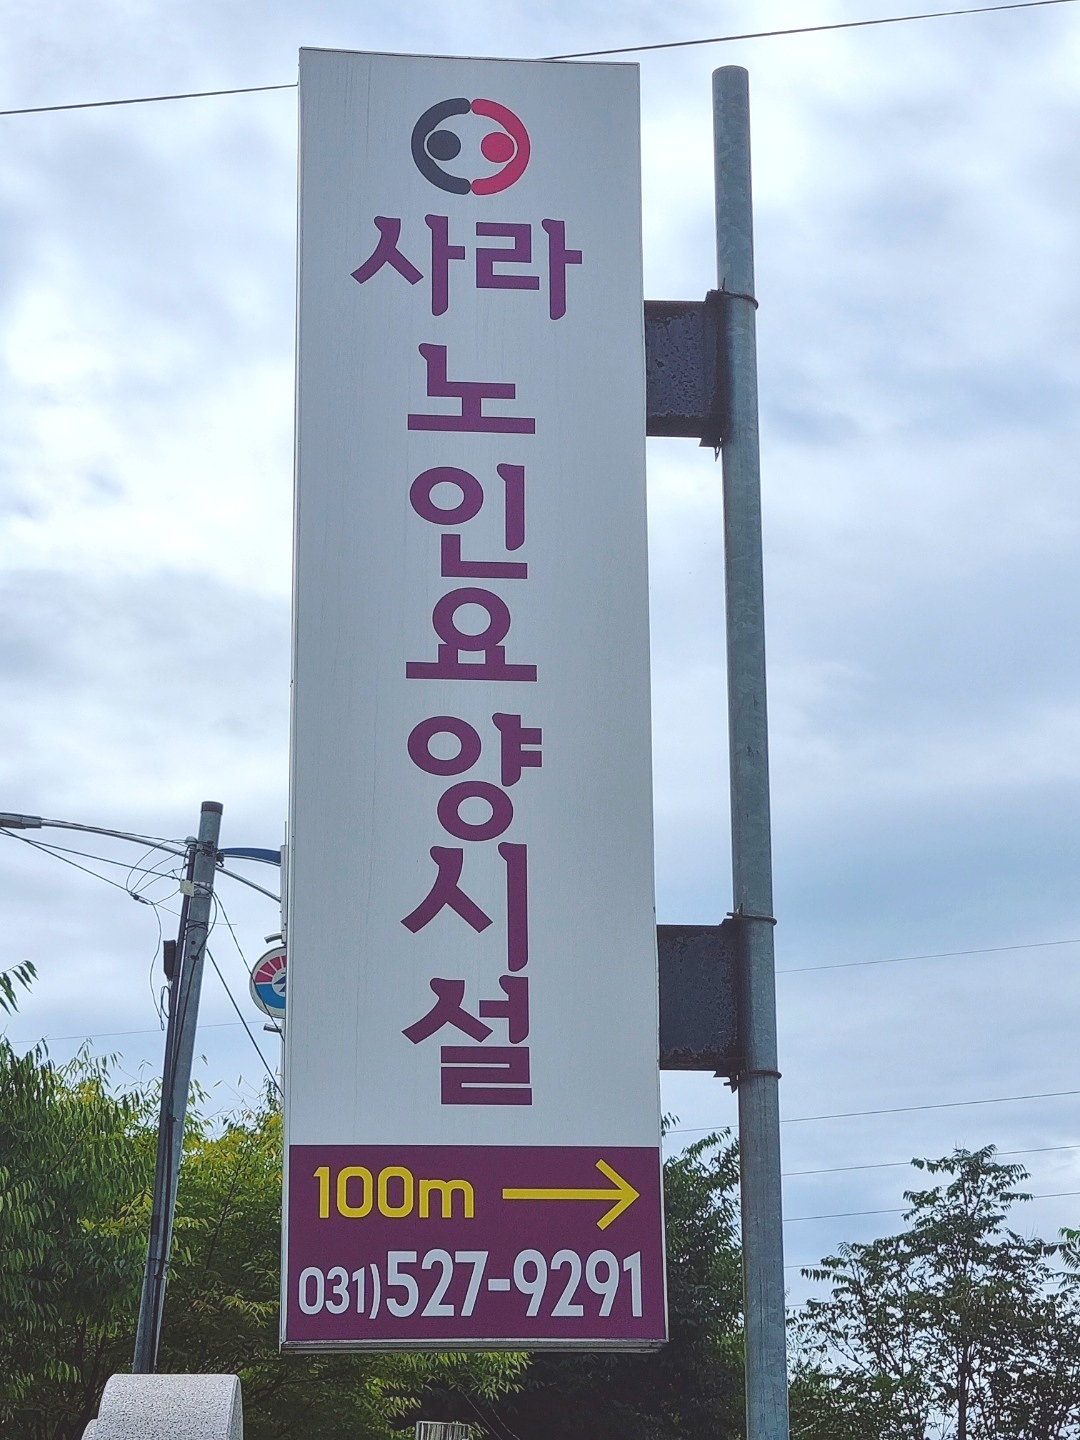 사라
노
인
요
양
시
설
100m →
031)527-9291